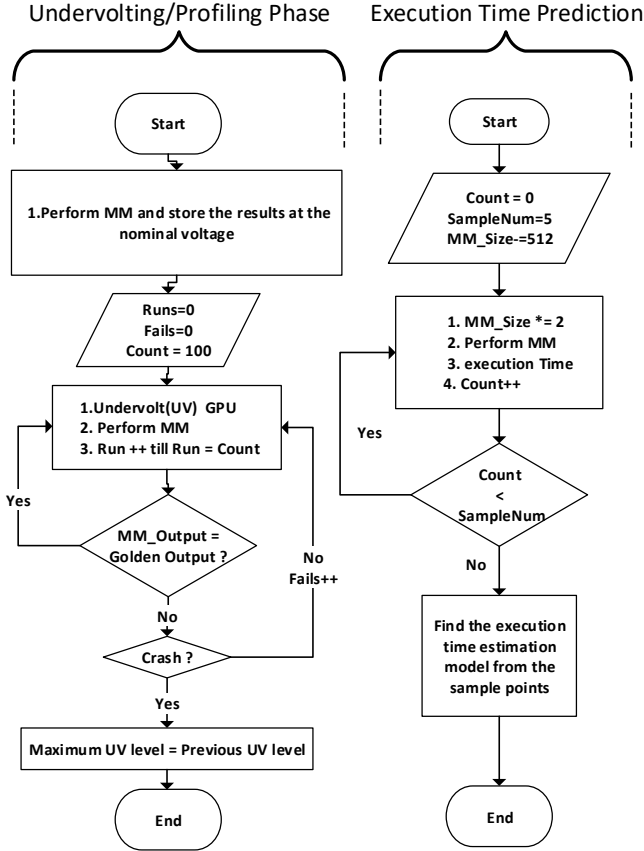 Undervolting/Profiling Phase
Start
1.Perform MM and store the results at the
nominal voltage
Runs=0
Fails=0
Count = 100
1.Undervolt(UV) GPU
2. Perform MM
3. Run ++ till Run = Count
Yes
MM_Output =
Golden Output ?
No
Fails++
No
Crash ?
Yes
Maximum UV level = Previous UV level
End
Execution Time Prediction
Start
Count = 0
SampleNum=5
MM_Size-=512
1. MM_Size *= 2
2. Perform MM
3. execution Time
4. Count++
Yes
Count
<
SampleNum
No
Find the execution
time estimation
model from the
sample points
End